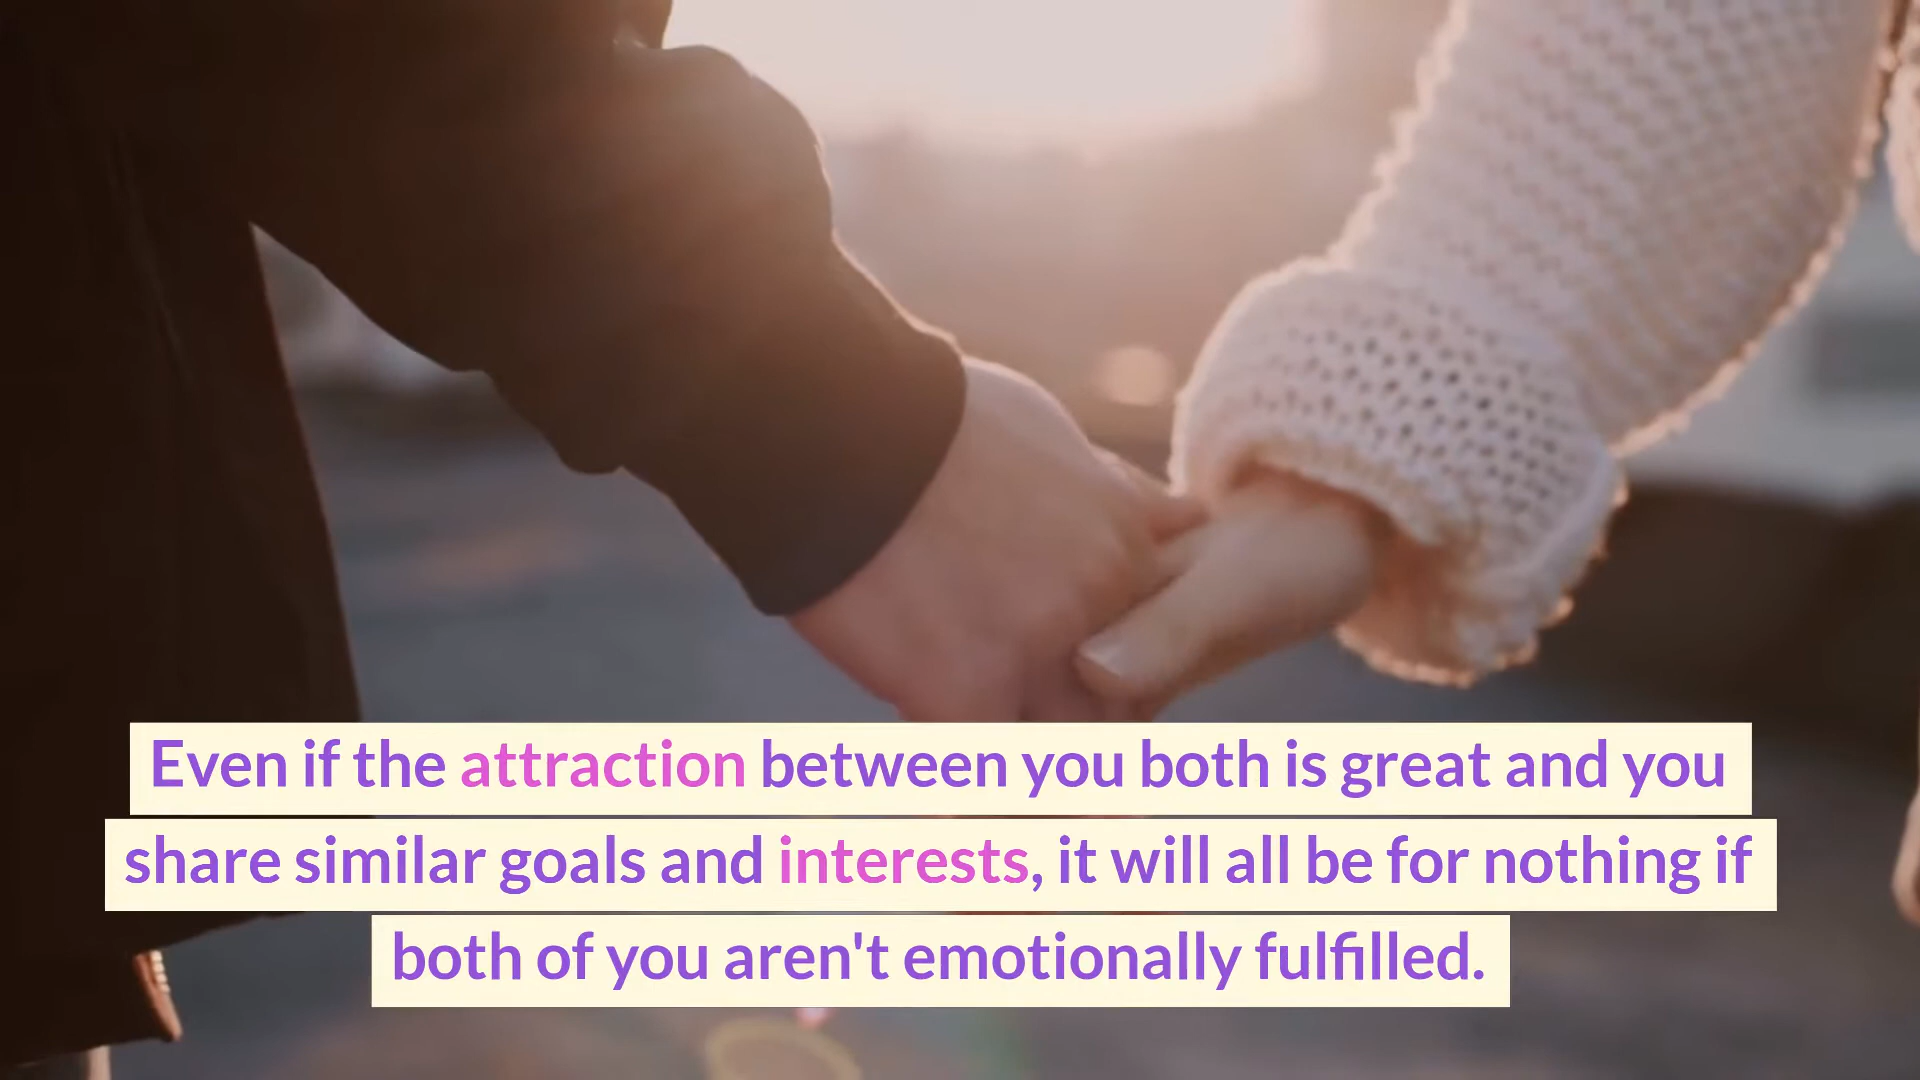 Even if the attraction between you both is great and you
share similar goals and interests, it will all be for nothing if
both of you aren't emotionally fulfilled.